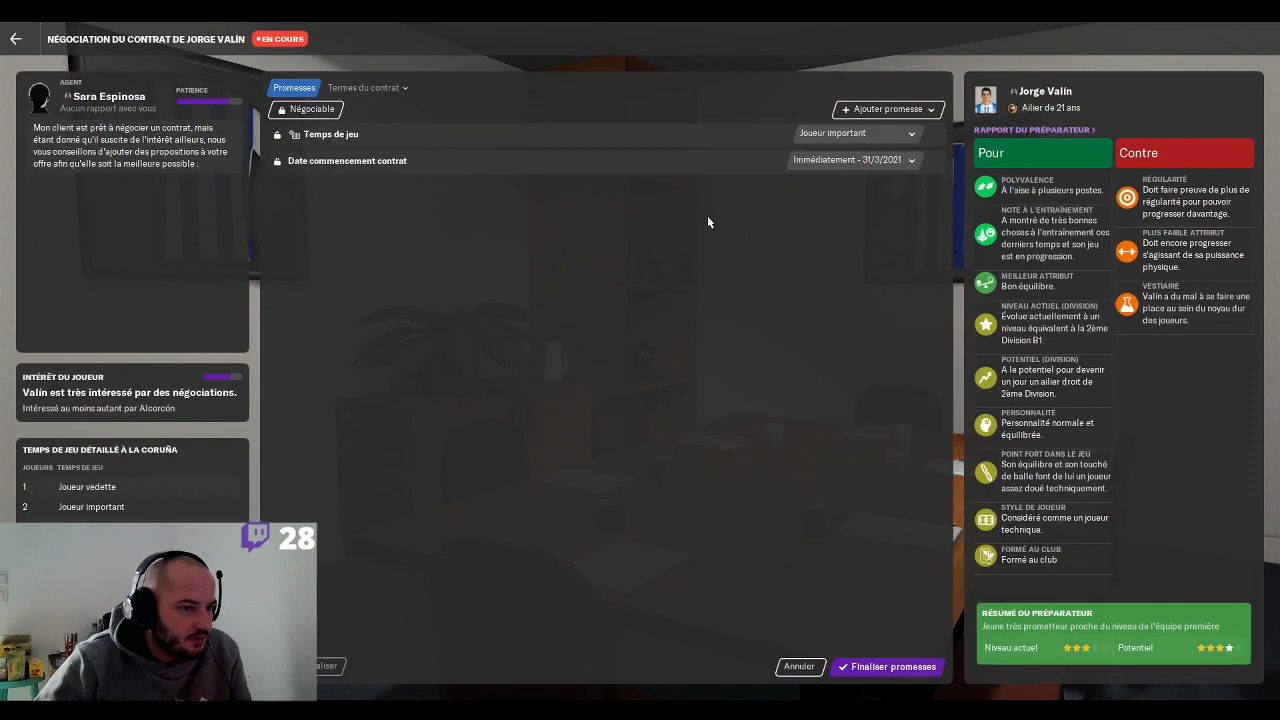 NÉGOCIATION DU CONTRAT DE JORGE VALÍN
EN COURS
AGENT
Sara Espinosa
Aucun rapport avec vous
PATIENCE
Mon client est prêt à négocier un contrat, mais
étant donné qu'il suscite de l'intérêt ailleurs, nous
vous conseillons d'ajouter des propositions à votre
offre afin qu'elle soit la meilleure possible :
INTÉRÊT DU JOUEUR
Valín est très intéressé par des négociations.
Intéressé au moins autant par Alcorcón
TEMPS DE JEU DÉTAILLÉ À LA CORUÑA
JOUEURS TEMPS DE JEU
1 Joueur vedette
2 Joueur important
28
Promesses
Termes du contrat
Négociable
Ajouter promesse
Temps de jeu
Joueur important
Date commencement contrat
Immédiatement - 31/3/2021
Annuler
Finaliser promesses
Jorge Valín
Ailier de 21 ans
RAPPORT DU PRÉPARATEUR
Pour
POLYVALENCE
À l'aise à plusieurs postes.
NOTE À L'ENTRAÎNEMENT
A montré de très bonnes
choses à l'entraînement ces
derniers temps et son jeu
est en progression.
MEILLEUR ATTRIBUT
Bon équilibre.
NIVEAU ACTUEL (DIVISION)
Évolue actuellement à un
niveau équivalent à la 2ème
Division B1.
POTENTIEL (DIVISION)
A le potentiel pour devenir
un jour un ailier droit de
2ème Division.
PERSONNALITÉ
Personnalité normale et
équilibrée.
POINT FORT DANS LE JEU
Son équilibre et son touché
de balle font de lui un joueur
assez doué techniquement.
STYLE DE JOUEUR
Considéré comme un joueur
technique.
FORMÉ AU CLUB
Formé au club
Contre
RÉGULARITÉ
Doit faire preuve de plus de
régularité pour pouvoir
progresser davantage.
PLUS FAIBLE ATTRIBUT
Doit encore progresser
s'agissant de sa puissance
physique.
VESTIAIRE
Valín a du mal à se faire une
place au sein du noyau dur
des joueurs.
RÉSUMÉ DU PRÉPARATEUR
Jeune très prometteur proche du niveau de l'équipe première
Niveau actuel
Potentiel